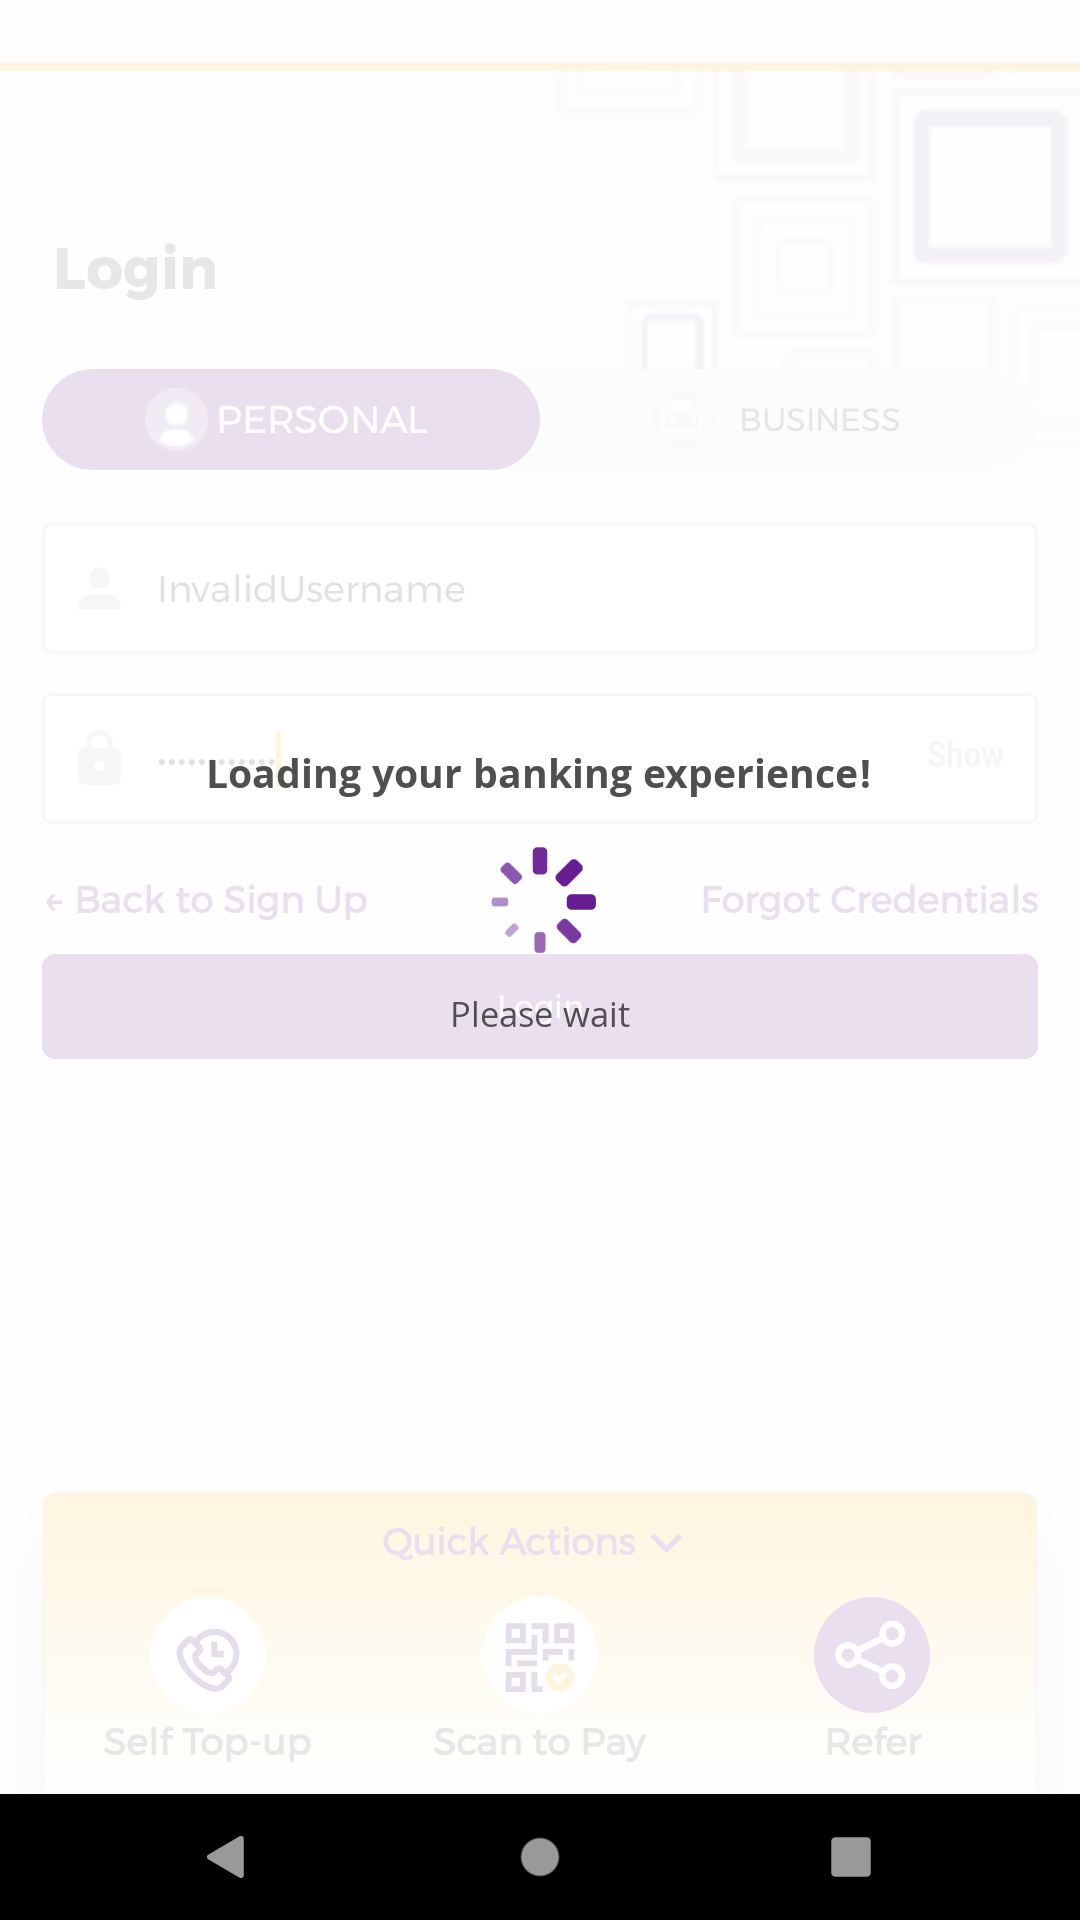 Login
PERSONAL
BUSINESS
InvalidUsername
............
Show
Loading your banking experience!
← Back to Sign Up
Forgot Credentials
Login
Please wait
Quick Actions
Self Top-up
Scan to Pay
Refer